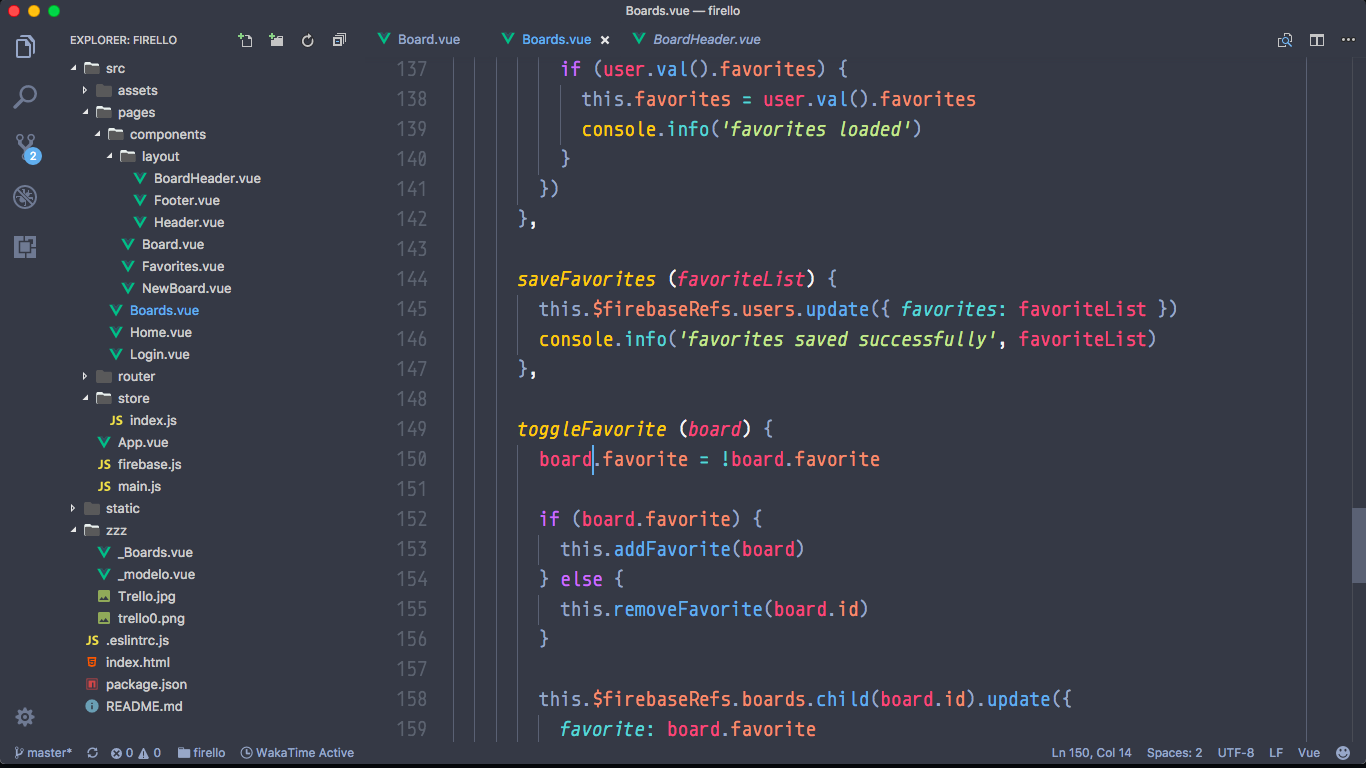 Boards.vue — firello
EXPLORER: FIRELLO
Board.vue
Boards.vue
BoardHeader.vue
src
assets
pages
components
layout
BoardHeader.vue
Footer.vue
Header.vue
Board.vue
Favorites.vue
NewBoard.vue
Boards.vue
Home.vue
Login.vue
router
store
JS index.js
App.vue
JS firebase.js
JS main.js
static
zzz
_Boards.vue
_modelo.vue
Trello.jpg
trello0.png
JS .eslintrc.js
index.html
package.json
README.md
2
137 if (user.val().favorites) {
138 this.favorites = user.val().favorites
139 console.info('favorites loaded')
140 }
141 })
142 },
143
144 saveFavorites (favoriteList) {
145 this.$firebaseRefs.users.update({ favorites: favoriteList })
146 console.info('favorites saved successfully', favoriteList)
147 },
148
149 toggleFavorite (board) {
150 board.favorite = !board.favorite
151
152 if (board.favorite) {
153 this.addFavorite(board)
154 } else {
155 this.removeFavorite(board.id)
156 }
157
158 this.$firebaseRefs.boards.child(board.id).update({
159 favorite: board.favorite
master* 0 0 firello WakaTime Active Ln 150, Col 14 Spaces: 2 UTF-8 LF Vue